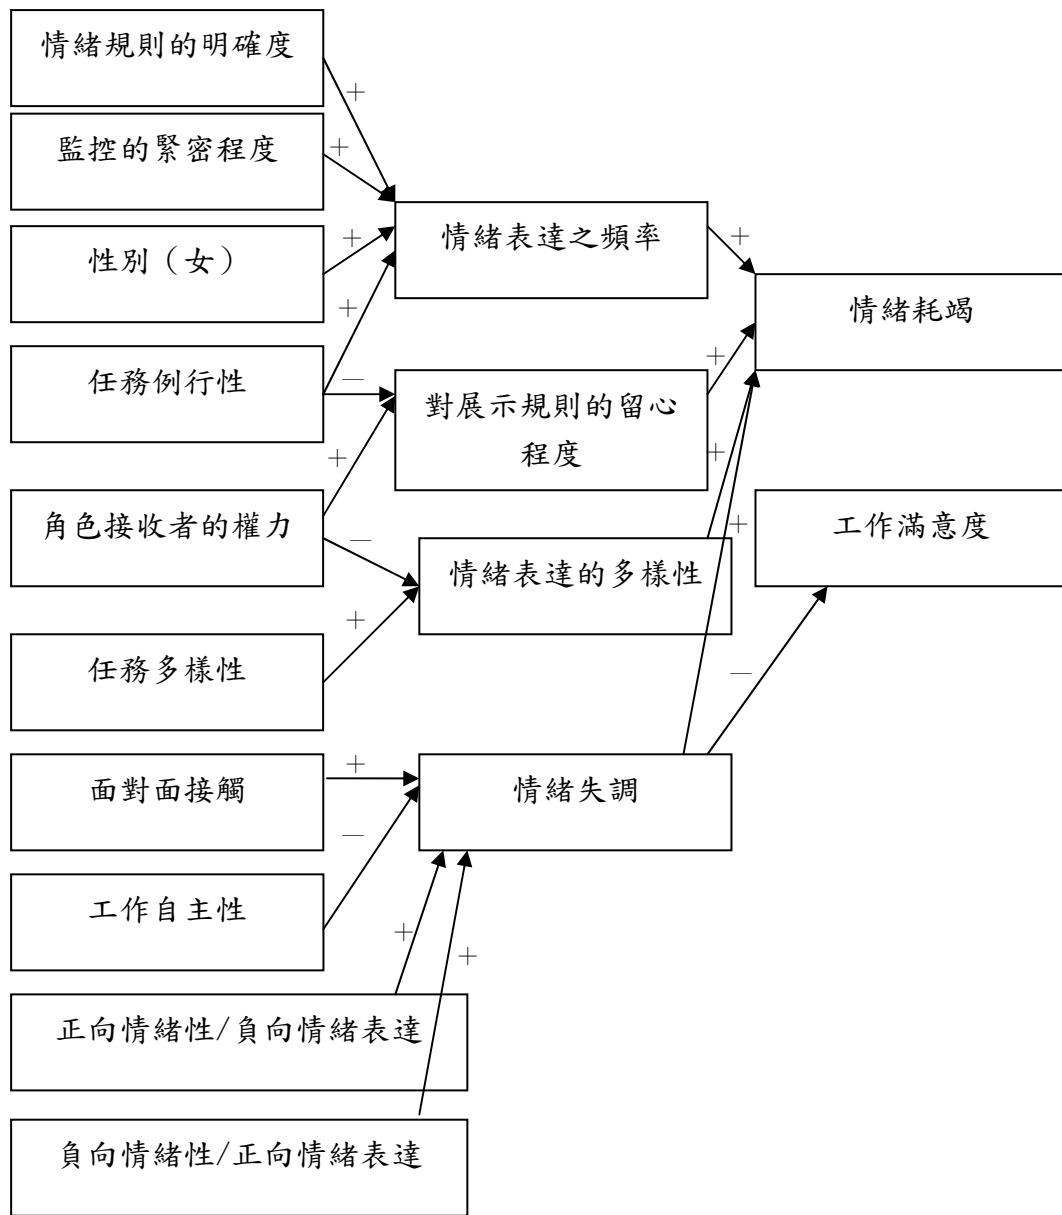 情緒規則的明確度
＋
監控的緊密程度
＋
情緒表達之頻率
＋
性別（女）
＋
情緒耗竭
＋
任務例行性
－
＋
對展示規則的留心
程度
＋
＋
角色接收者的權力
－
＋
工作滿意度
情緒表達的多樣性
＋
任務多樣性
－
面對面接觸
＋
情緒失調
－
工作自主性
＋
＋
正向情緒性/負向情緒表達
負向情緒性/正向情緒表達